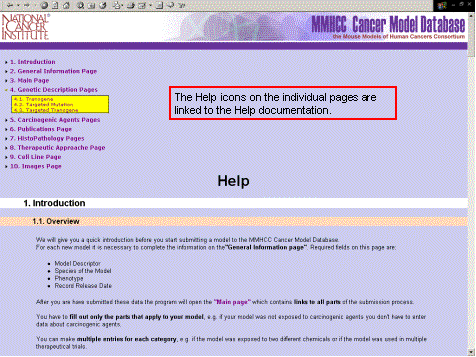 NATIONAL
CANCER
INSTITUTE
MMHCC Cancer Model Database
the Mouse Models of Human Cancers Consortium
1. Introduction
2. General Information Page
3. Main Page
4. Genetic Description Pages
4.1. Transgene
4.2. Targeted Mutation
4.3. Targeted Transgene
5. Carcinogenic Agents Pages
6. Publications Page
7. HistoPathology Pages
8. Therapeutic Approache Page
9. Cell Line Page
10. Images Page
The Help icons on the individual pages are
linked to the Help documentation.
Help
1. Introduction
1.1. Overview
We will give you a quick introduction before you start submitting a model to the MMHCC Cancer Model Database.
For each new model it is necessary to complete the information on the "General Information page". Required fields on this page are:
Model Descriptor
Species of the Model
Phenotype
Record Release Date
After you are have submitted these data the program will open the "Main page" which contains links to all parts of the submission process.
You have to fill out only the parts that apply to your model, e.g. if your model was not exposed to carcinogenic agents you don't have to enter
data about carcinogenic agents.
You can make multiple entries for each category, e.g. if the model was exposed to two different chemicals or if the model was used in multiple
therapeutical trials.